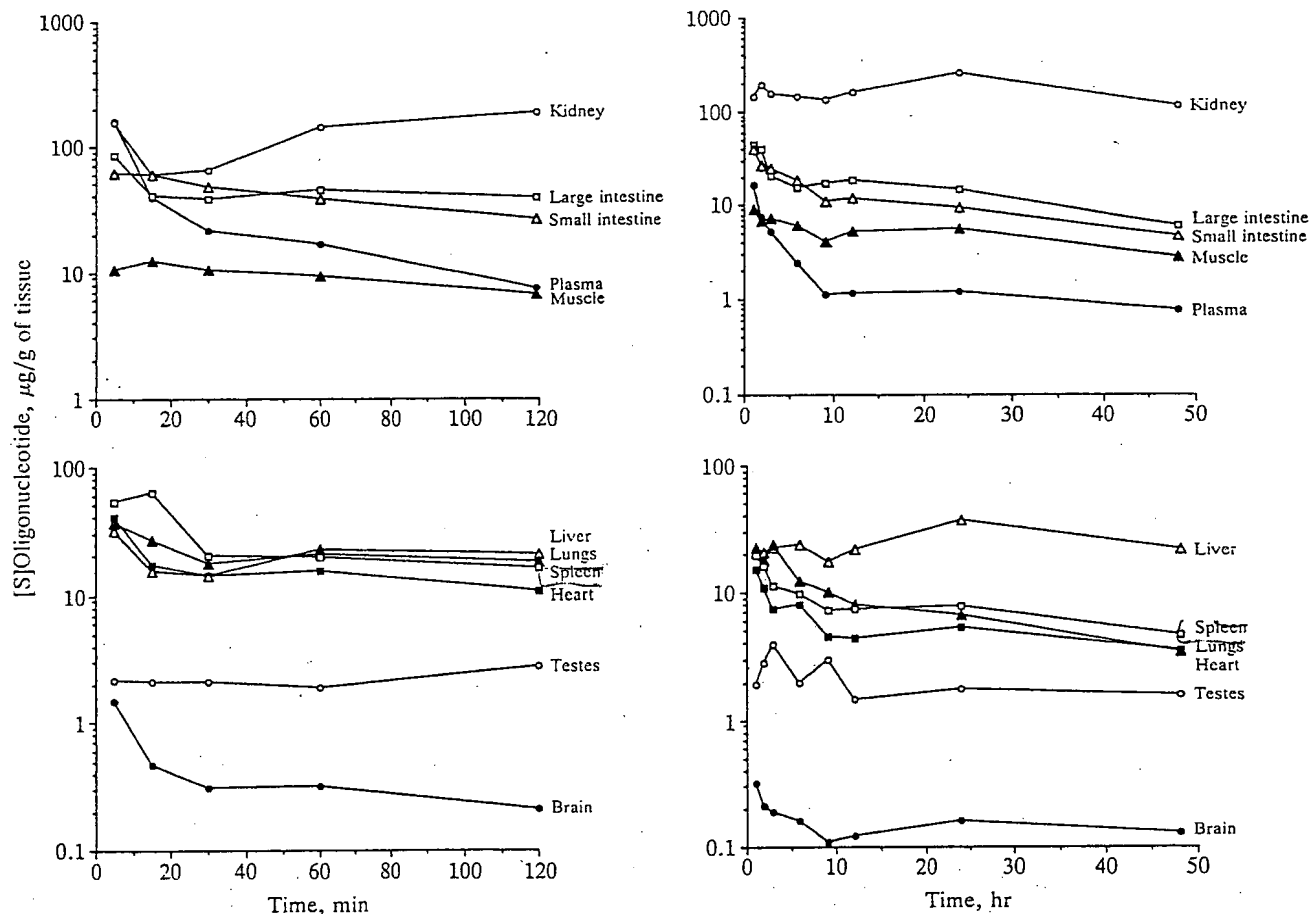 [S]Oligonucleotide, μg/g of tissue
1000
100
10
1
0 20 40 60 80 100 120
Kidney
Large intestine
Small intestine
Plasma
Muscle
1000
100
10
1
0.1
0 10 20 30 40 50
Kidney
Large intestine
Small intestine
Muscle
Plasma
100
10
1
0.1
0 20 40 60 80 100 120
Liver
Lungs
Spleen
Heart
Testes
Brain
Time, min
100
10
1
0.1
0 10 20 30 40 50
Liver
Spleen
Lungs
Heart
Testes
Brain
Time, hr